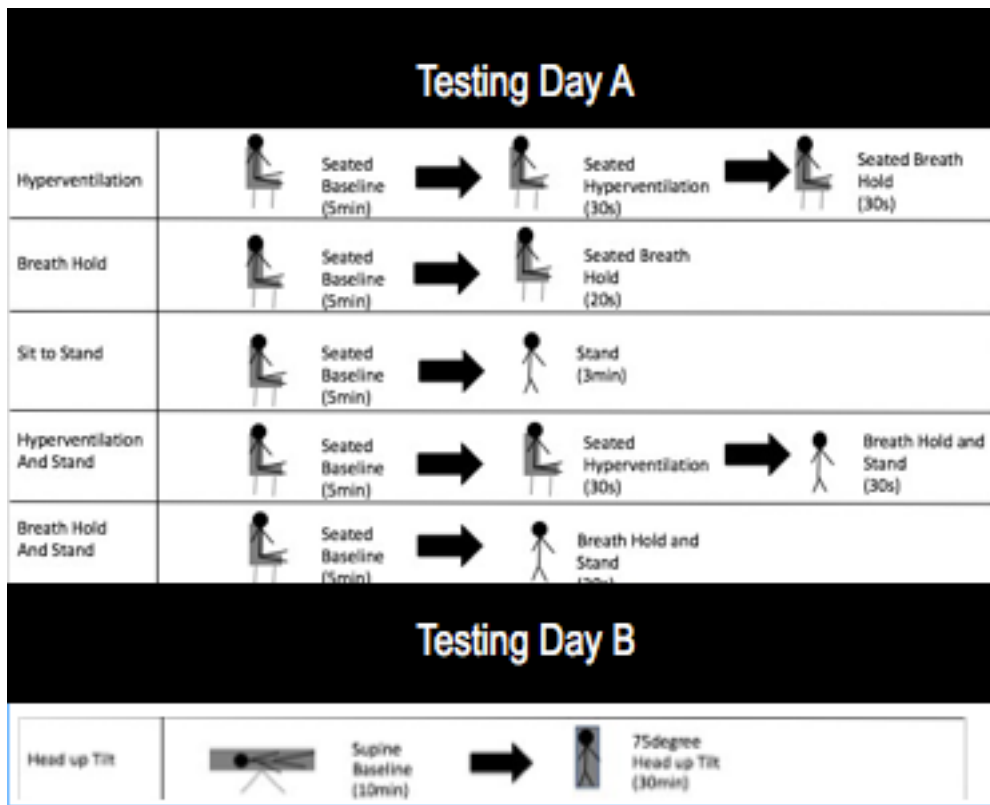 Testing Day A
Hyperventilation
Seated
Baseline
(5min)
Seated
Hyperventilation
(30s)
Seated Breath
Hold
(30s)
Breath Hold
Seated
Baseline
(5min)
Seated Breath
Hold
(20s)
Sit to Stand
Seated
Baseline
(5min)
Stand
(3min)
Hyperventilation
And Stand
Seated
Baseline
(5min)
Seated
Hyperventilation
(30s)
Breath Hold and
Stand
(30s)
Breath Hold
And Stand
Seated
Baseline
(5min)
Breath Hold and
Stand
Testing Day B
Head up Tilt
Supine
Baseline
(10min)
75degree
Head up Tilt
(30min)